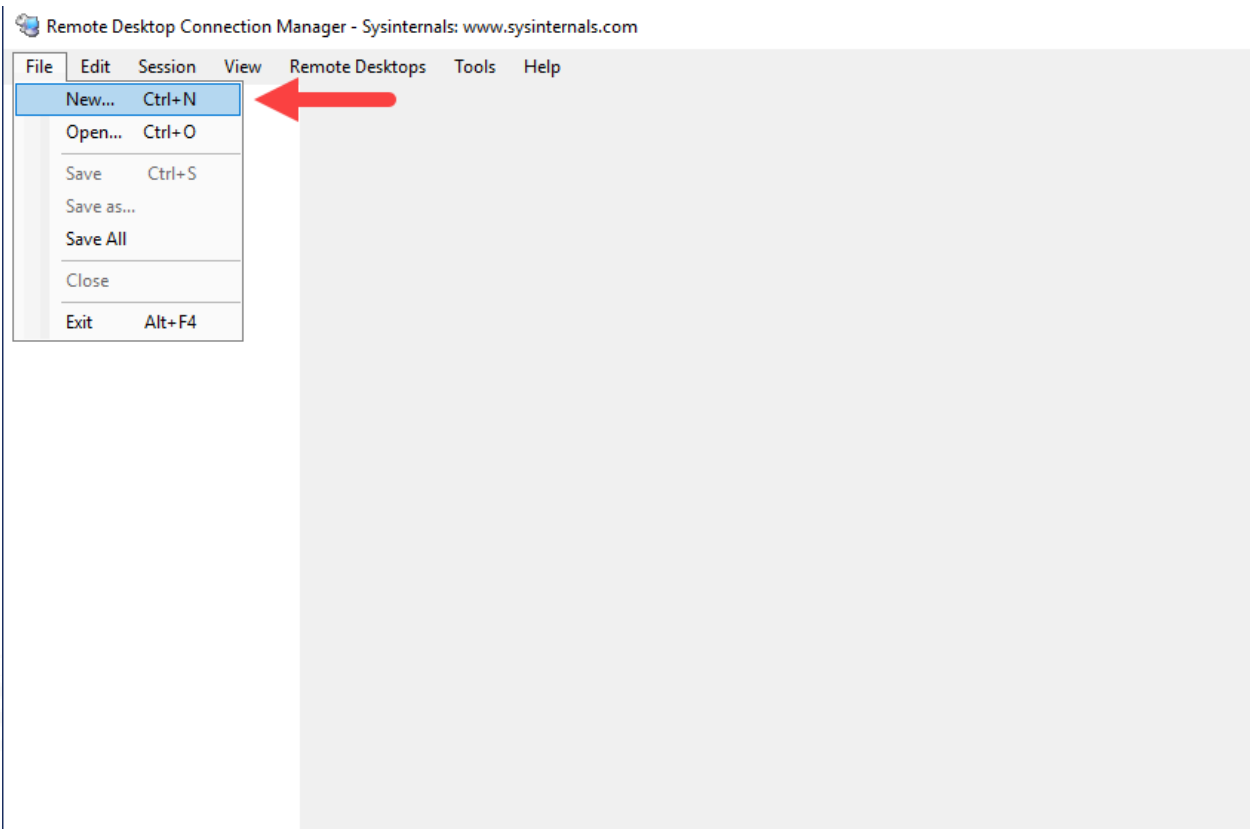 Remote Desktop Connection Manager - Sysinternals: www.sysinternals.com
File Edit Session View Remote Desktops Tools Help
New... Ctrl+N
Open... Ctrl+O
Save Ctrl+S
Save as...
Save All
Close
Exit Alt+F4